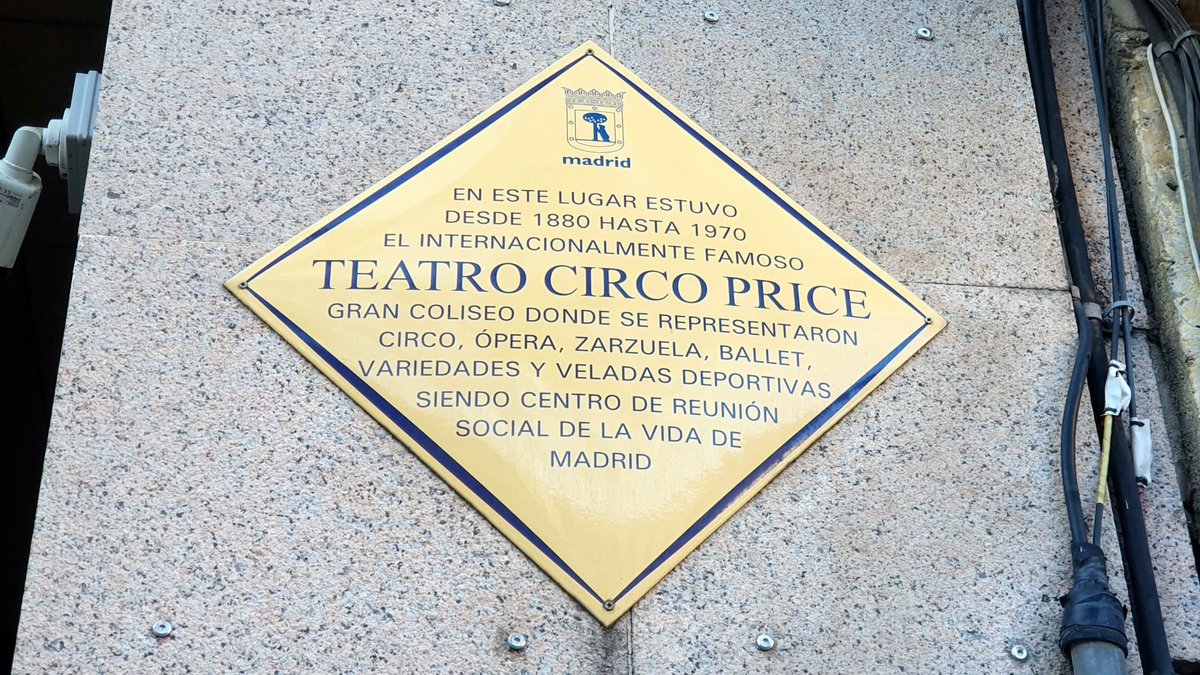 madrid
EN ESTE LUGAR ESTUVO
DESDE 1880 HASTA 1970
EL INTERNACIONALMENTE FAMOSO
TEATRO CIRCO PRICE
GRAN COLISEO DONDE SE REPRESENTARON
CIRCO, ÓPERA, ZARZUELA, BALLET,
VARIEDADES Y VELADAS DEPORTIVAS
SIENDO CENTRO DE REUNIÓN
SOCIAL DE LA VIDA DE
MADRID